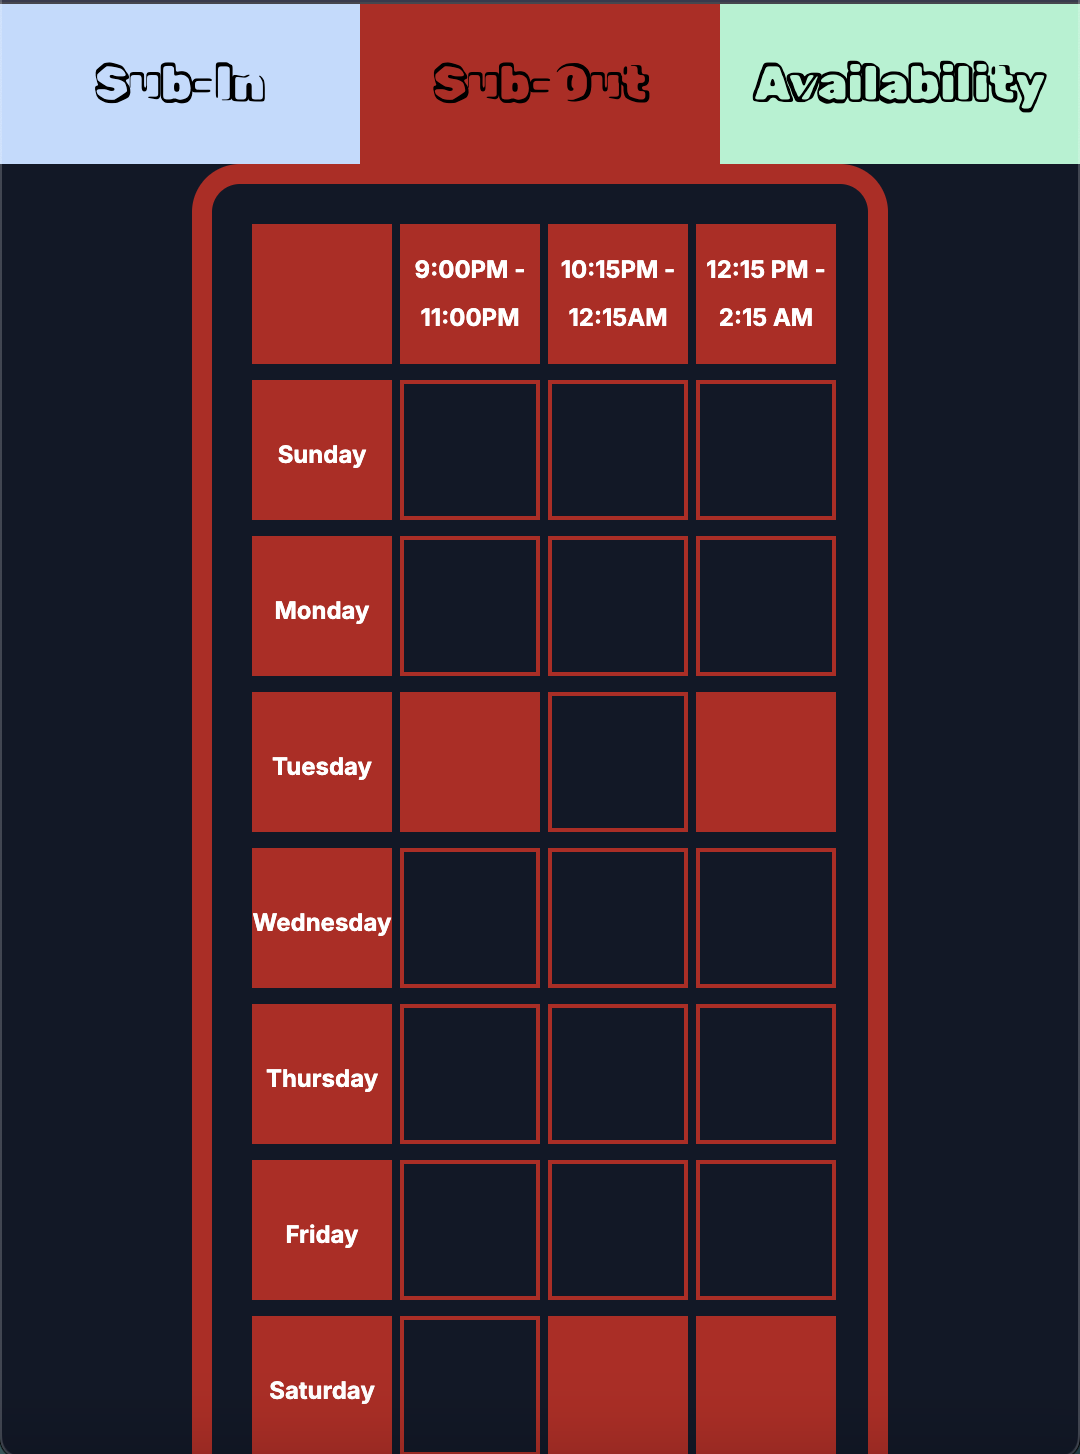 Sub-In
Sub-Out
Availability
9:00PM -
11:00PM
10:15PM -
12:15AM
12:15 PM -
2:15 AM
Sunday
Monday
Tuesday
Wednesday
Thursday
Friday
Saturday